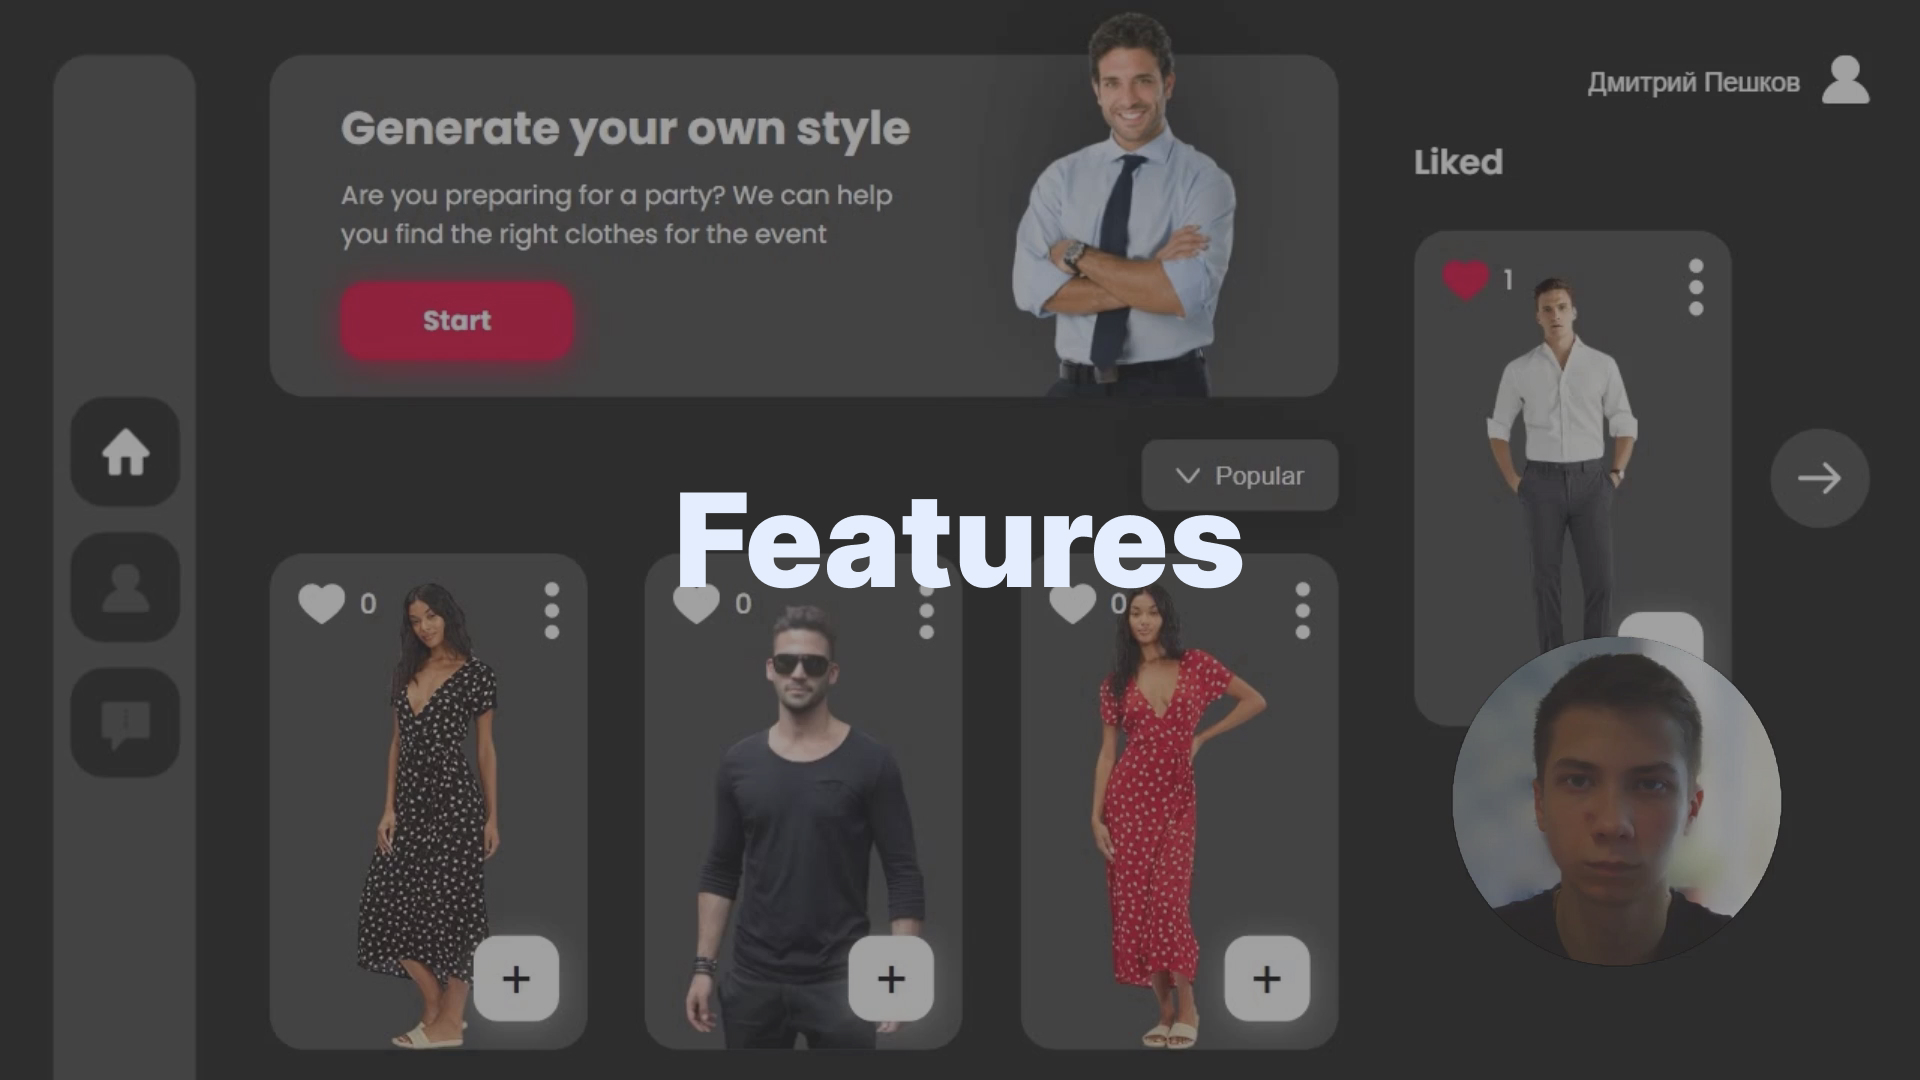 Generate your own style
Are you preparing for a party? We can help
you find the right clothes for the event
Start
Дмитрий Пешков
Liked
1
Popular
Features
0
0
0